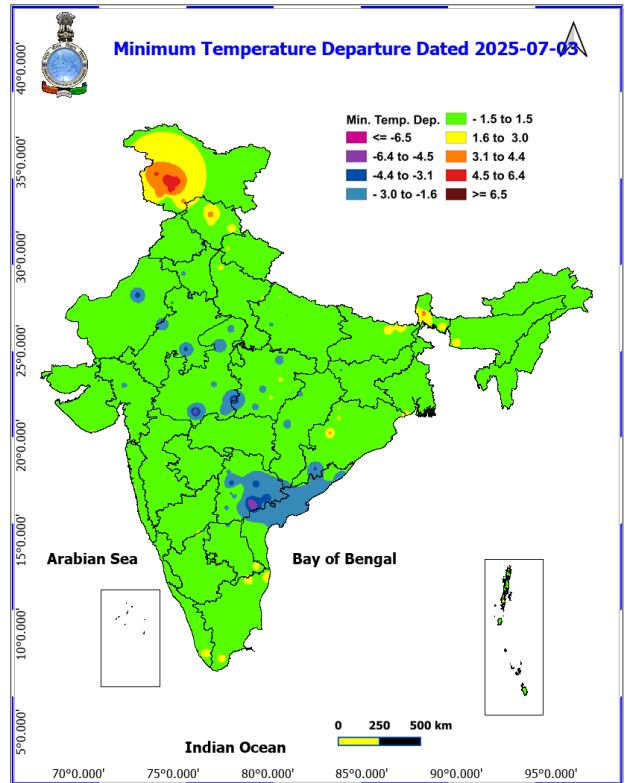 Minimum Temperature Departure Dated 2025-07-03
Min. Temp. Dep.
<= -6.5
-6.4 to -4.5
-4.4 to -3.1
- 3.0 to -1.6
- 1.5 to 1.5
1.6 to 3.0
3.1 to 4.4
4.5 to 6.4
>= 6.5
40°0.000'
35°0.000'
30°0.000'
25°0.000'
20°0.000'
15°0.000'
10°0.000'
5°0.000'
Arabian Sea
Bay of Bengal
Indian Ocean
0 250 500 km
70°0.000' 75°0.000' 80°0.000' 85°0.000' 90°0.000' 95°0.000'